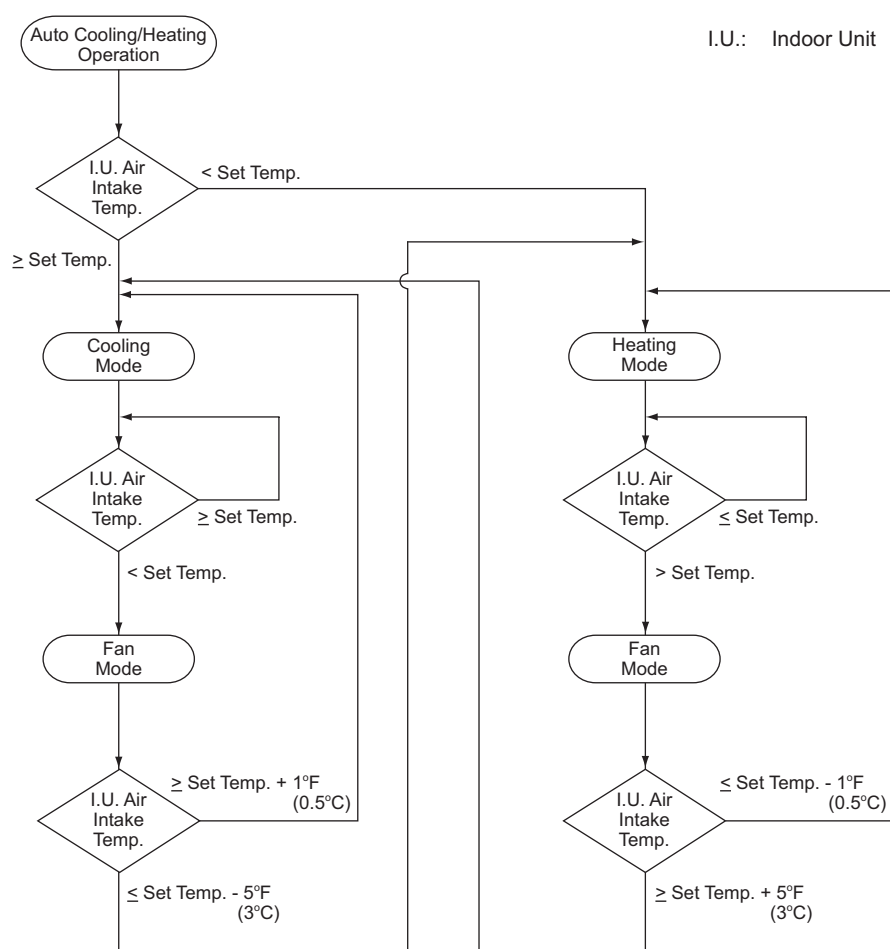 Auto Cooling/Heating
Operation
I.U.: Indoor Unit
I.U. Air
Intake
Temp.
< Set Temp.
≥ Set Temp.
Cooling
Mode
Heating
Mode
I.U. Air
Intake
Temp.
≥ Set Temp.
< Set Temp.
I.U. Air
Intake
Temp.
≤ Set Temp.
> Set Temp.
Fan
Mode
Fan
Mode
I.U. Air
Intake
Temp.
≥ Set Temp. + 1°F
(0.5°C)
≤ Set Temp. - 5°F
(3°C)
I.U. Air
Intake
Temp.
≤ Set Temp. - 1°F
(0.5°C)
≥ Set Temp. + 5°F
(3°C)